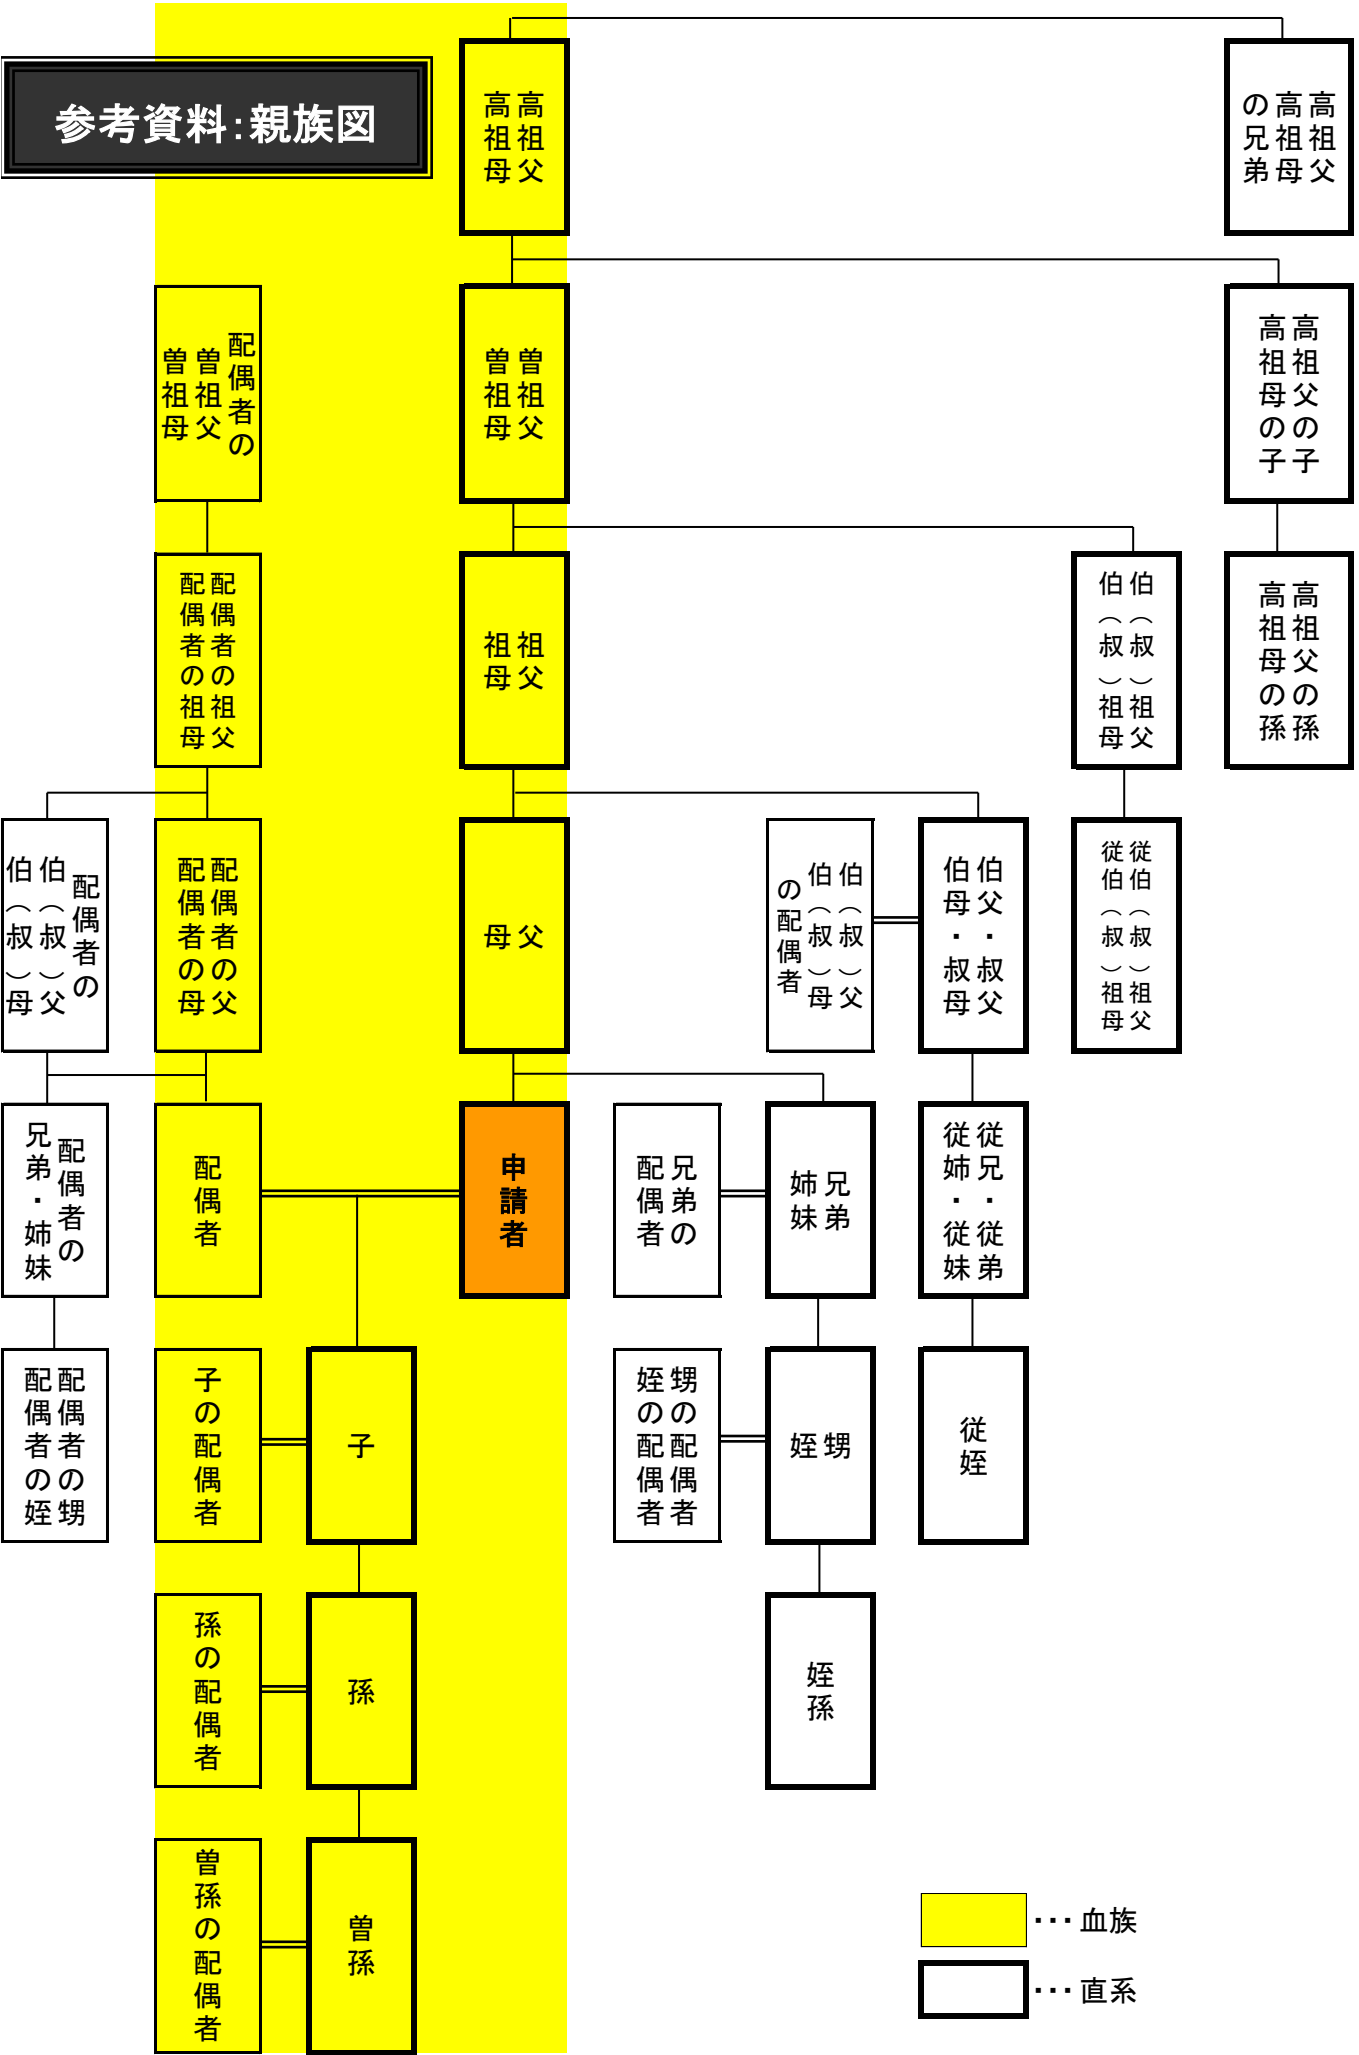 参考資料:親族図
高祖父
高祖母
高祖父
高祖母
の兄弟
配偶者の
曽祖父
曽祖母
曽祖父
曽祖母
高祖父の子
高祖母の子
配偶者の祖父
配偶者の祖母
祖父
祖母
伯（叔）祖父
伯（叔）祖母
高祖父の孫
高祖母の孫
配偶者の
伯（叔）父
伯（叔）母
配偶者の父
配偶者の母
父
母
伯（叔）父
伯（叔）母
の配偶者
伯父・叔父
伯母・叔母
従伯（叔）祖父
従伯（叔）祖母
配偶者の
兄弟・姉妹
配偶者
申請者
兄弟の
配偶者
兄弟
姉妹
従兄・従弟
従姉・従妹
配偶者の甥
配偶者の姪
子の配偶者
子
甥の配偶者
姪の配偶者
甥
姪
従姪
孫の配偶者
孫
姪孫
曽孫の配偶者
曽孫
・・・血族
・・・直系